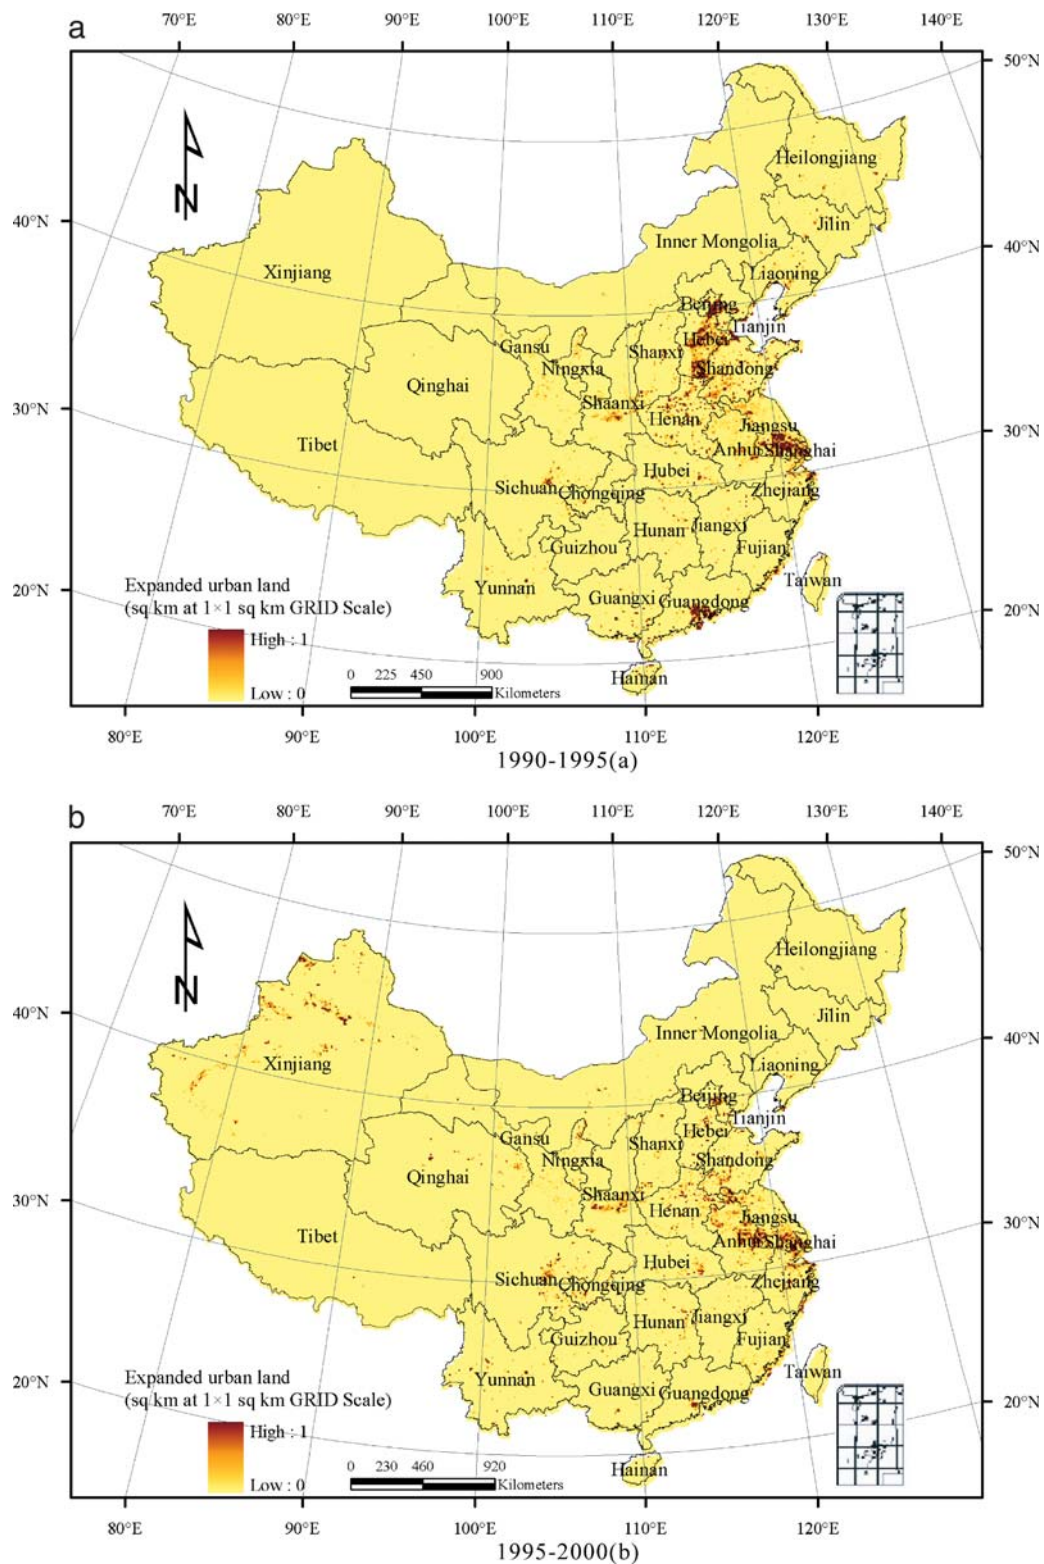 a
70°E 80°E 90°E 100°E 110°E 120°E 130°E 140°E
50°N
N
Heilongjiang
40°N
Jilin
40°N
Inner Mongolia
Xinjiang
Liaoning
Beijing
Tianjin
Hebei
Gansu
Shanxi
Ningxia
Shandong
Qinghai
30°N
Shaanxi
Henan
Jiangsu
30°N
Tibet
Anhui Shanghai
Hubei
Sichuan
Chongqing
Zhejiang
Hunan
Jiangxi
Guizhou
Fujian
Expanded urban land
Yunnan
Taiwan
20°N
(sq km at 1×1 sq km GRID Scale)
Guangxi
Guangdong
20°N
High : 1
0 225 450 900
Hainan
Low : 0
Kilometers
80°E 90°E 100°E 110°E 120°E
1990-1995(a)
b
70°E 80°E 90°E 100°E 110°E 120°E 130°E 140°E
50°N
N
Heilongjiang
40°N
Jilin
40°N
Inner Mongolia
Xinjiang
Liaoning
Beijing
Tianjin
Hebei
Gansu
Shanxi
Ningxia
Shandong
Qinghai
30°N
Shaanxi
Henan
Jiangsu
30°N
Tibet
Anhui Shanghai
Hubei
Sichuan
Chongqing
Zhejiang
Hunan
Jiangxi
Guizhou
Fujian
Expanded urban land
Yunnan
Taiwan
20°N
(sq km at 1×1 sq km GRID Scale)
Guangxi
Guangdong
20°N
High : 1
0 230 460 920
Hainan
Low : 0
Kilometers
80°E 90°E 100°E 110°E 120°E
1995-2000(b)